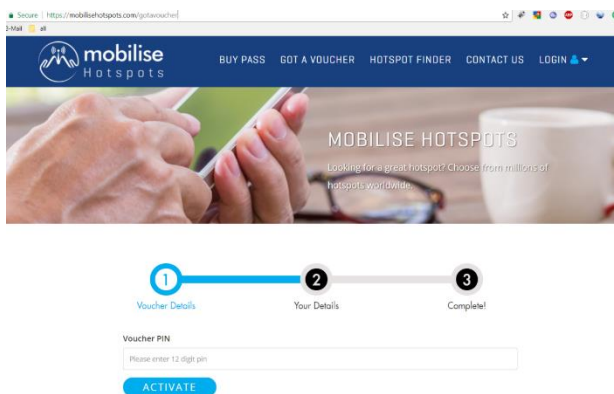 Secure | https://mobilisehotspots.com/gotavoucher
E-Mail ali
mobilise
Hotspots
BUY PASS GOT A VOUCHER HOTSPOT FINDER CONTACT US LOGIN
MOBILISE HOTSPOTS
Looking for a great hotspot? Choose from millions of
hotspots worldwide.
1 2 3
Voucher Details Your Details Complete!
Voucher PIN
Please enter 12 digit pin
ACTIVATE